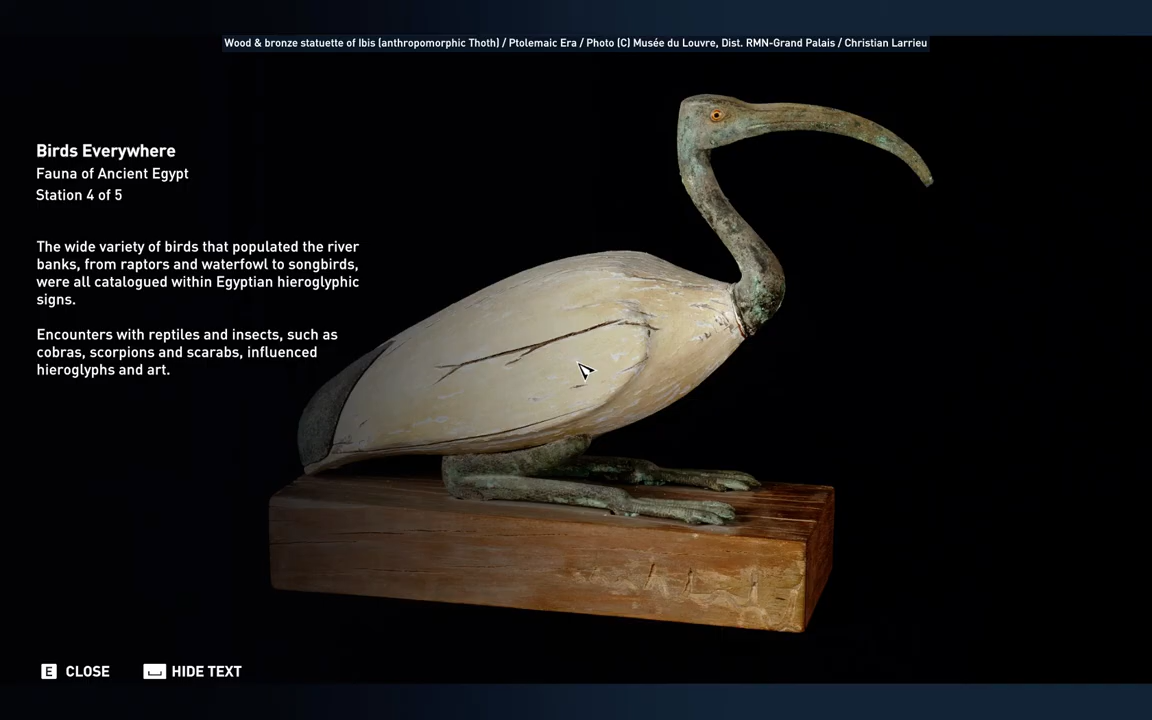 Wood & bronze statuette of Ibis (anthropomorphic Thoth) / Ptolemaic Era / Photo (C) Musée du Louvre, Dist. RMN-Grand Palais / Christian Larrieu
Birds Everywhere
Fauna of Ancient Egypt
Station 4 of 5
The wide variety of birds that populated the river
banks, from raptors and waterfowl to songbirds,
were all catalogued within Egyptian hieroglyphic
signs.
Encounters with reptiles and insects, such as
cobras, scorpions and scarabs, influenced
hieroglyphs and art.
E CLOSE HIDE TEXT